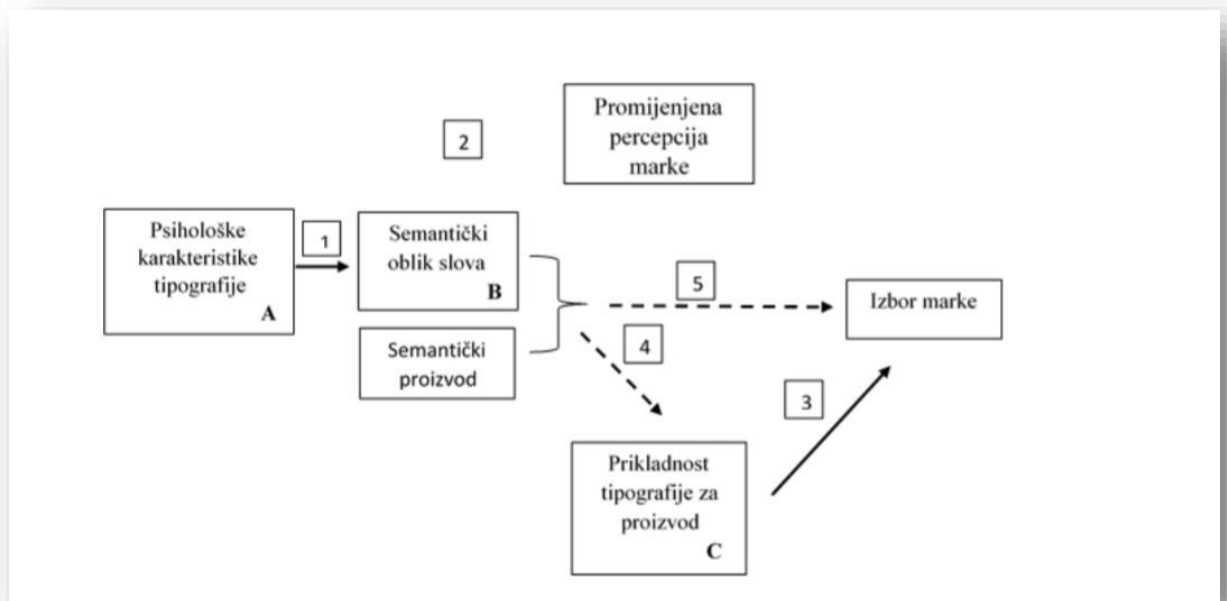 Promijenjena
percepcija
marke
2
Psihološke
karakteristike
tipografije
A
1
Semantički
oblik slova
B
5
Izbor marke
Semantički
proizvod
4
3
Prikladnost
tipografije za
proizvod
C